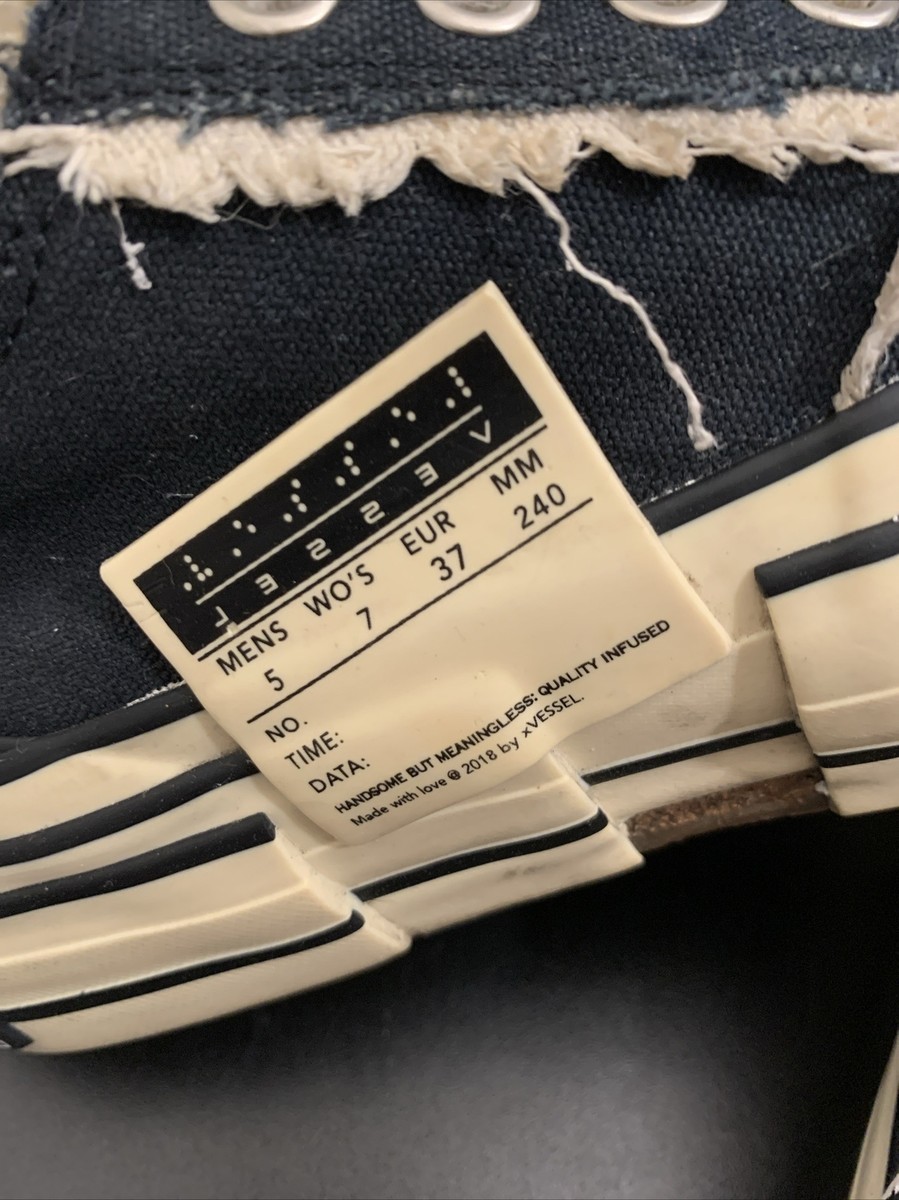 ⅃ƎƧƧƎV
MENS WO'S EUR MM
5 7 37 240
NO.
TIME:
DATA:
HANDSOME BUT MEANINGLESS: QUALITY INFUSED
Made with love @ 2018 by xVESSEL.